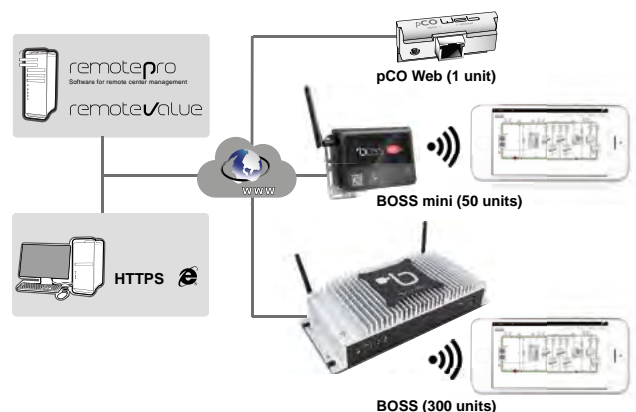 remotepro
Software for remote center management
remotevalue
HTTPS
www
pCO
pCO Web (1 unit)
boss
BOSS mini (50 units)
b
BOSS (300 units)